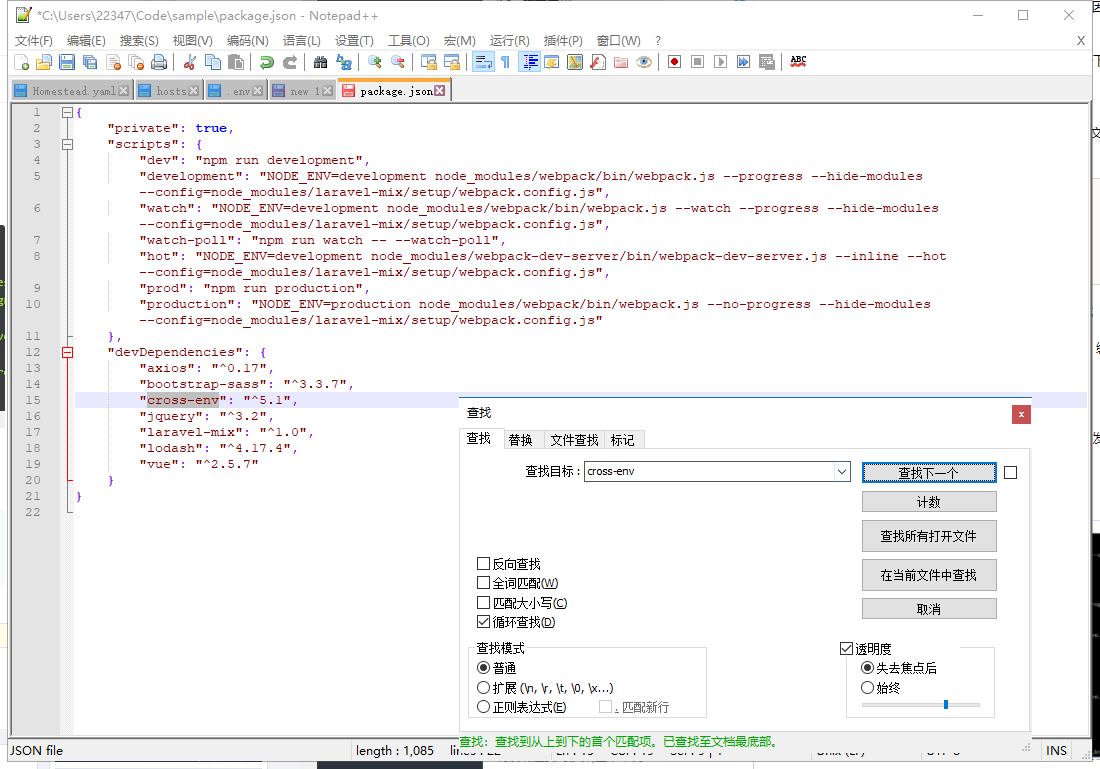 *C:\Users\22347\Code\sample\package.json - Notepad++
文件(F) 编辑(E) 搜索(S) 视图(V) 编码(N) 语言(L) 设置(T) 工具(O) 宏(M) 运行(R) 插件(P) 窗口(W) ? X
ABC
Homestead.yaml hosts .env new 1 package.json
1 {
2 "private": true,
3 "scripts": {
4 "dev": "npm run development",
5 "development": "NODE_ENV=development node_modules/webpack/bin/webpack.js --progress --hide-modules
--config=node_modules/laravel-mix/setup/webpack.config.js",
6 "watch": "NODE_ENV=development node_modules/webpack/bin/webpack.js --watch --progress --hide-modules
--config=node_modules/laravel-mix/setup/webpack.config.js",
7 "watch-poll": "npm run watch -- --watch-poll",
8 "hot": "NODE_ENV=development node_modules/webpack-dev-server/bin/webpack-dev-server.js --inline --hot
--config=node_modules/laravel-mix/setup/webpack.config.js",
9 "prod": "npm run production",
10 "production": "NODE_ENV=production node_modules/webpack/bin/webpack.js --no-progress --hide-modules
--config=node_modules/laravel-mix/setup/webpack.config.js"
11 },
12 "devDependencies": {
13 "axios": "^0.17",
14 "bootstrap-sass": "^3.3.7",
15 "cross-env": "^5.1",
16 "jquery": "^3.2",
17 "laravel-mix": "^1.0",
18 "lodash": "^4.17.4",
19 "vue": "^2.5.7"
20 }
21 }
22
查找
查找 替换 文件查找 标记
查找目标 : cross-env 查找下一个
计数
查找所有打开文件
在当前文件中查找
取消
反向查找
全词匹配(W)
匹配大小写(C)
循环查找(D)
查找模式
普通
扩展 (\n, \r, \t, \0, \x...)
正则表达式(E) . 匹配新行
透明度
失去焦点后
始终
查找: 查找到从上到下的首个匹配项。已查找至文档最底部。
JSON file length : 1,085 INS